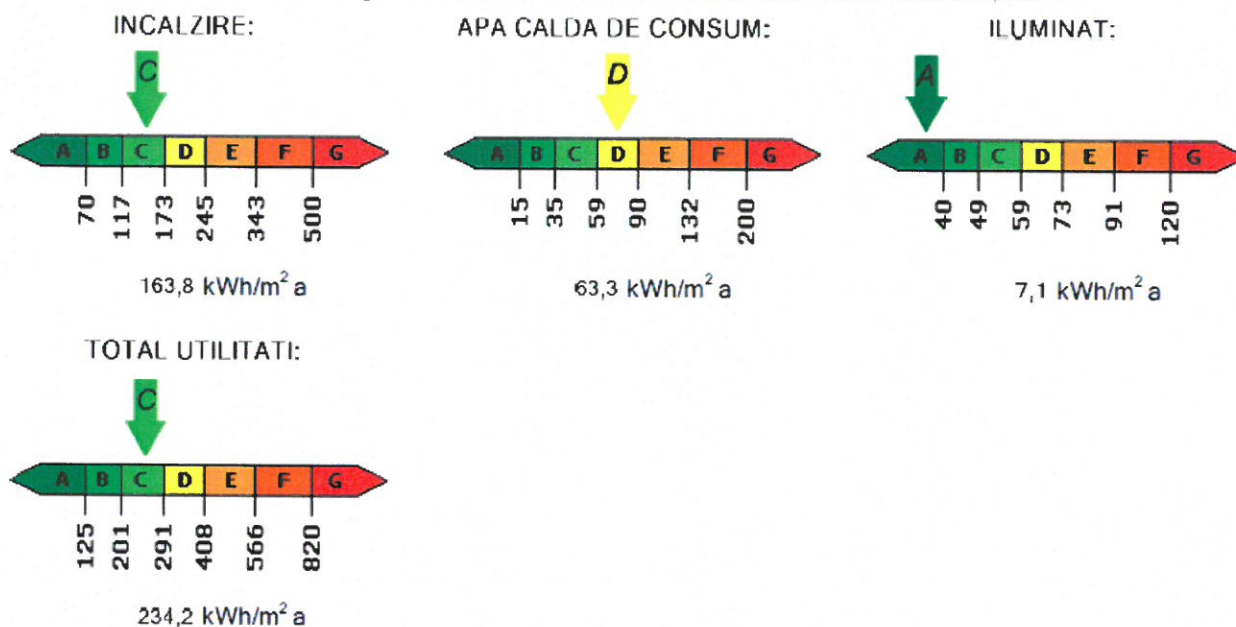 INCALZIRE:
C
A B C D E F G
70 117 173 245 343 500
163,8 kWh/m² a
APA CALDA DE CONSUM:
D
A B C D E F G
15 35 59 90 132 200
63,3 kWh/m² a
ILUMINAT:
A
A B C D E F G
40 49 59 73 91 120
7,1 kWh/m² a
TOTAL UTILITATI:
C
A B C D E F G
125 201 291 408 566 820
234,2 kWh/m² a